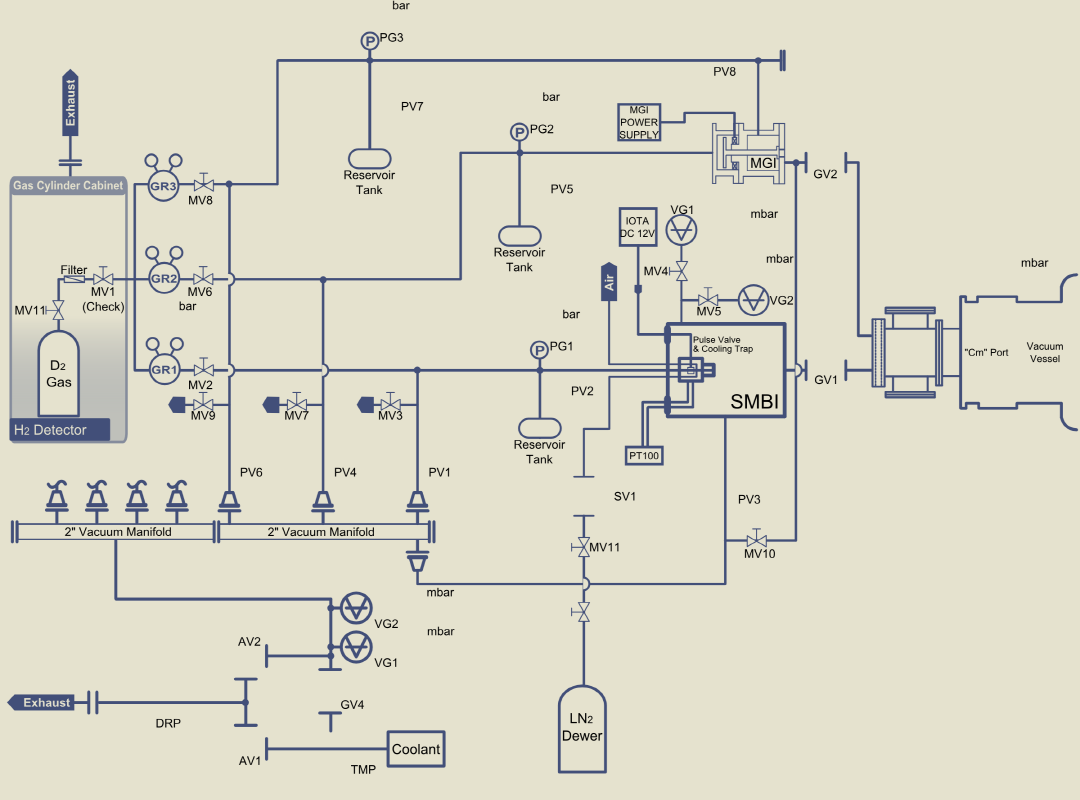 bar
P PG3
PV8
Exhaust
PV7
bar
MGI
POWER
SUPPLY
P PG2
MGI
GV2
Reservoir
Tank
Gas Cylinder Cabinet
GR3
MV8
PV5
mbar
VG1
IOTA
DC 12V
Reservoir
Tank
mbar
mbar
Filter
MV1
(Check)
GR2
MV6
bar
MV4
Air
MV5
VG2
MV11
bar
D2
Gas
GR1
MV2
P PG1
Pulse Valve
& Cooling Trap
"Cm" Port
Vacuum
Vessel
GV1
PV2
SMBI
MV9
MV7
MV3
H2 Detector
Reservoir
Tank
PT100
PV6
PV4
PV1
SV1
PV3
2" Vacuum Manifold
2" Vacuum Manifold
MV11
MV10
mbar
VG2
mbar
AV2
VG1
Exhaust
DRP
GV4
LN2
Dewer
Coolant
AV1
TMP